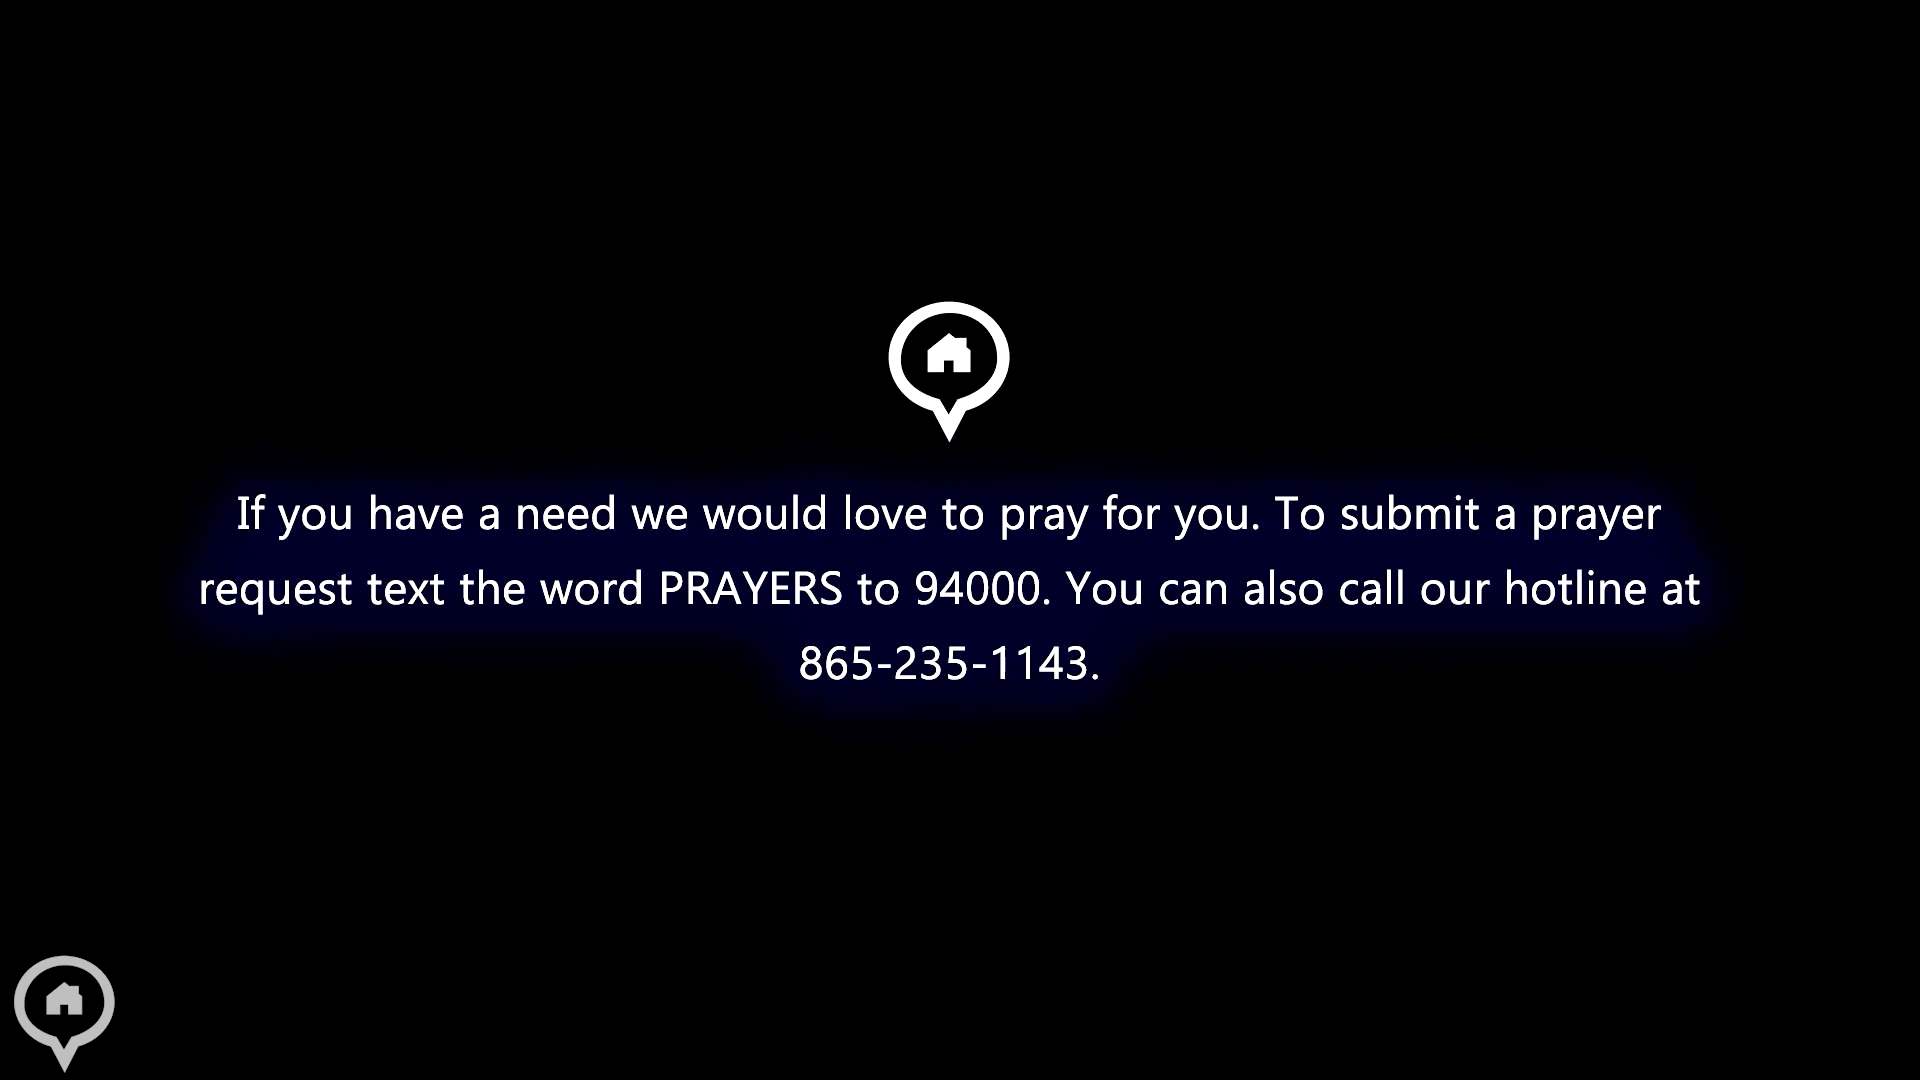 If you have a need we would love to pray for you. To submit a prayer
request text the word PRAYERS to 94000. You can also call our hotline at
865-235-1143.